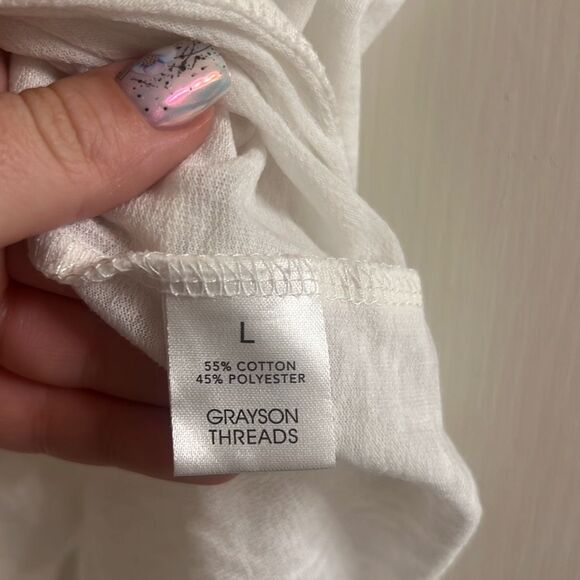 L
55% COTTON
45% POLYESTER
GRAYSON
THREADS